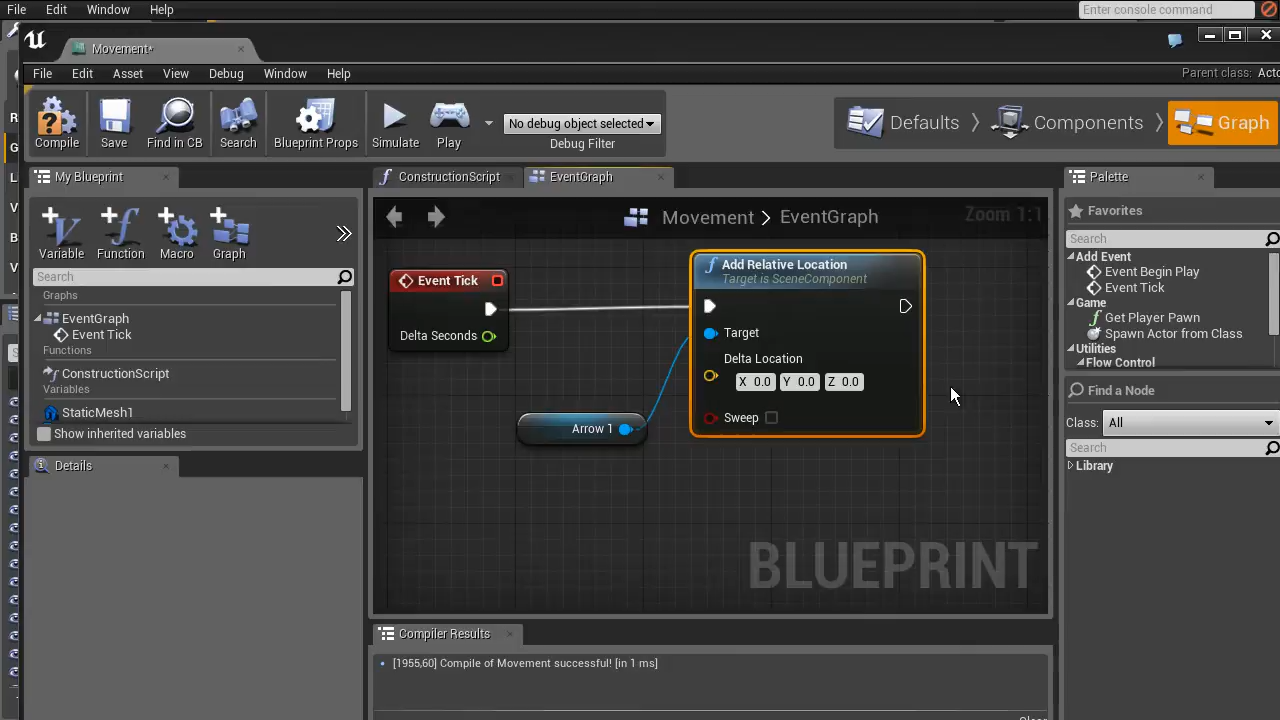 File Edit Window Help
Enter console command
Movement*
File Edit Asset View Debug Window Help
Parent class: Acto
Compile Save Find in CB Search Blueprint Props Simulate Play
No debug object selected
Debug Filter
Defaults Components Graph
My Blueprint
ConstructionScript EventGraph
Palette
Variable Function Macro Graph
Search
Graphs
EventGraph
Event Tick
Functions
ConstructionScript
Variables
StaticMesh1
Show inherited variables
Details
Movement > EventGraph
Zoom 1:1
Event Tick
Delta Seconds
Add Relative Location
Target is SceneComponent
Target
Delta Location
X 0.0 Y 0.0 Z 0.0
Sweep
Arrow 1
BLUEPRINT
Favorites
Search
Add Event
Event Begin Play
Event Tick
Game
Get Player Pawn
Spawn Actor from Class
Utilities
Flow Control
Find a Node
Class: All
Search
Library
Compiler Results
[1955,60] Compile of Movement successful! [in 1 ms]